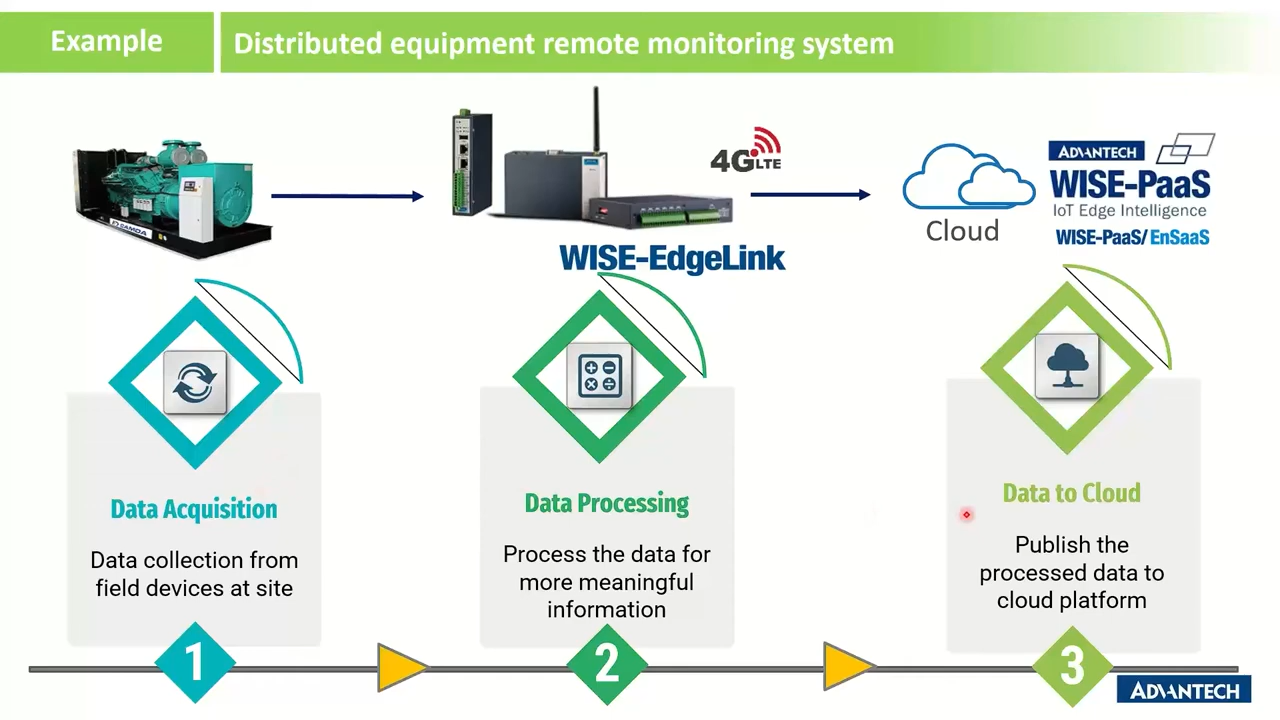 Example
Distributed equipment remote monitoring system
4G LTE
Cloud
ADVANTECH
WISE-PaaS
IoT Edge Intelligence
WISE-PaaS/EnSaaS
WISE-EdgeLink
Data Acquisition
Data collection from
field devices at site
Data Processing
Process the data for
more meaningful
information
Data to Cloud
Publish the
processed data to
cloud platform
1
2
3
ADVANTECH